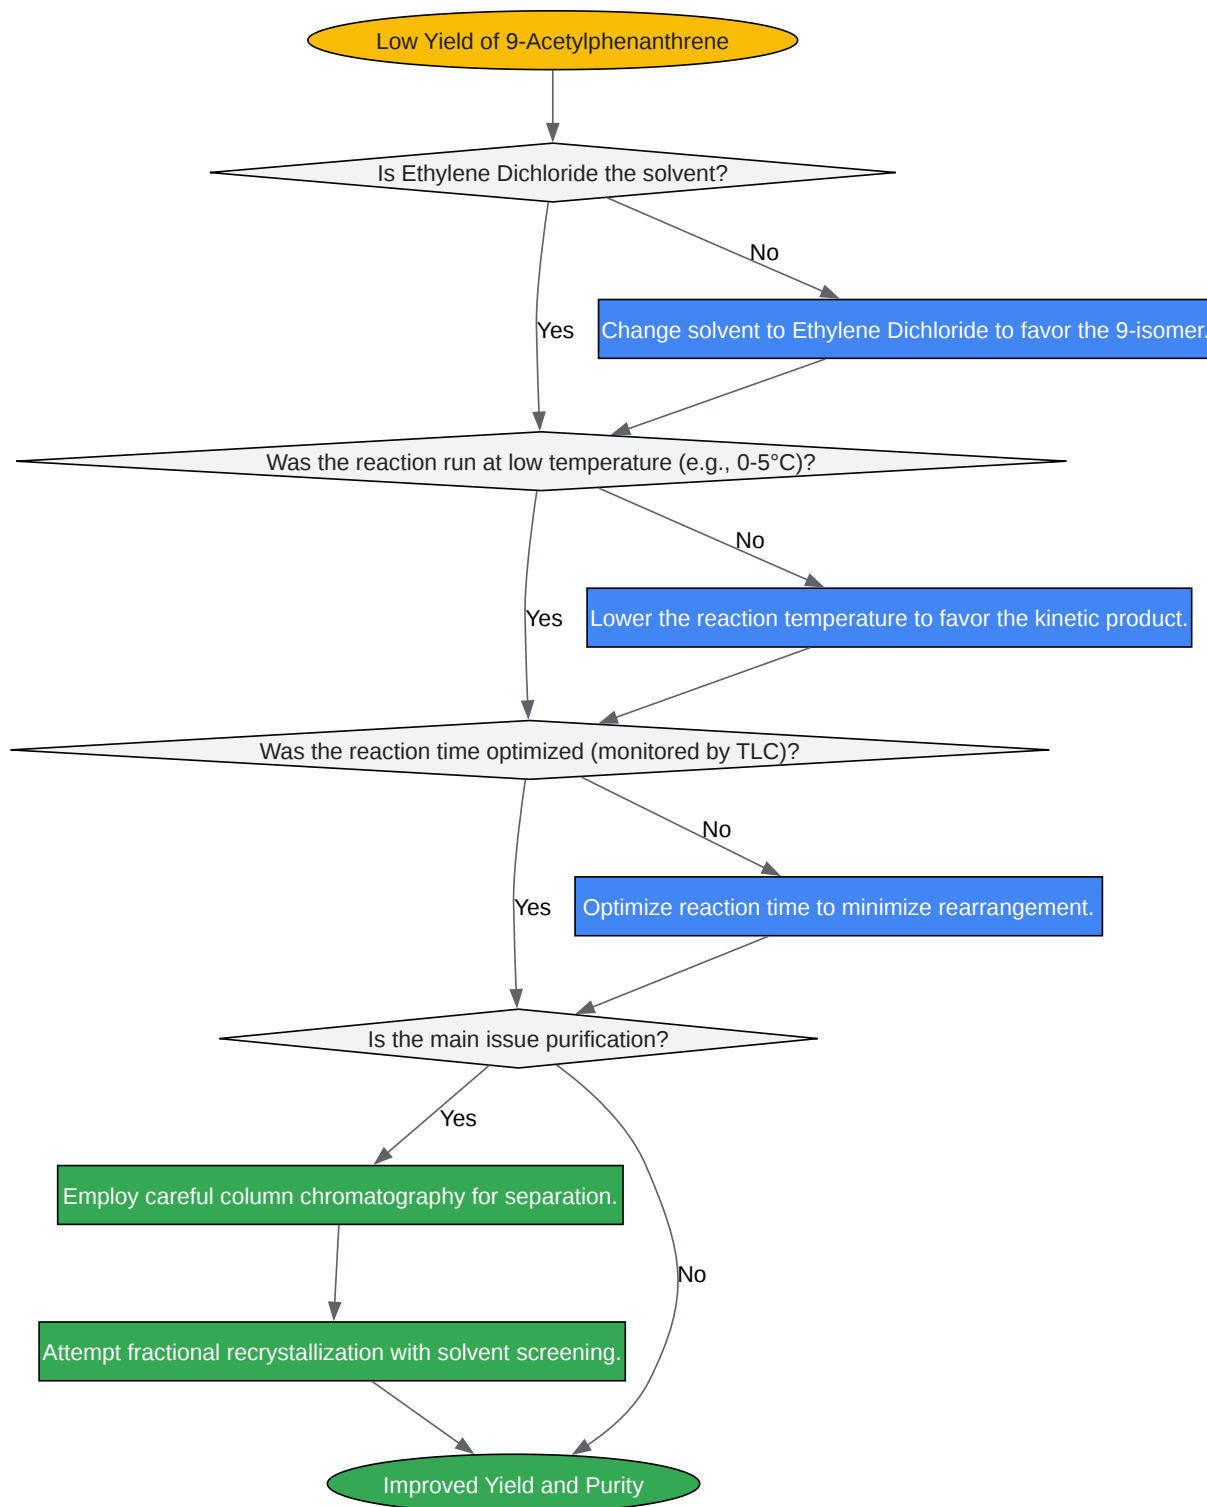 Low Yield of 9-Acetylphenanthrene
Is Ethylene Dichloride the solvent?
No
Yes
Change solvent to Ethylene Dichloride to favor the 9-isomer.
Was the reaction run at low temperature (e.g., 0-5°C)?
No
Yes
Lower the reaction temperature to favor the kinetic product.
Was the reaction time optimized (monitored by TLC)?
No
Yes
Optimize reaction time to minimize rearrangement.
Is the main issue purification?
Yes
Employ careful column chromatography for separation.
No
Attempt fractional recrystallization with solvent screening.
Improved Yield and Purity